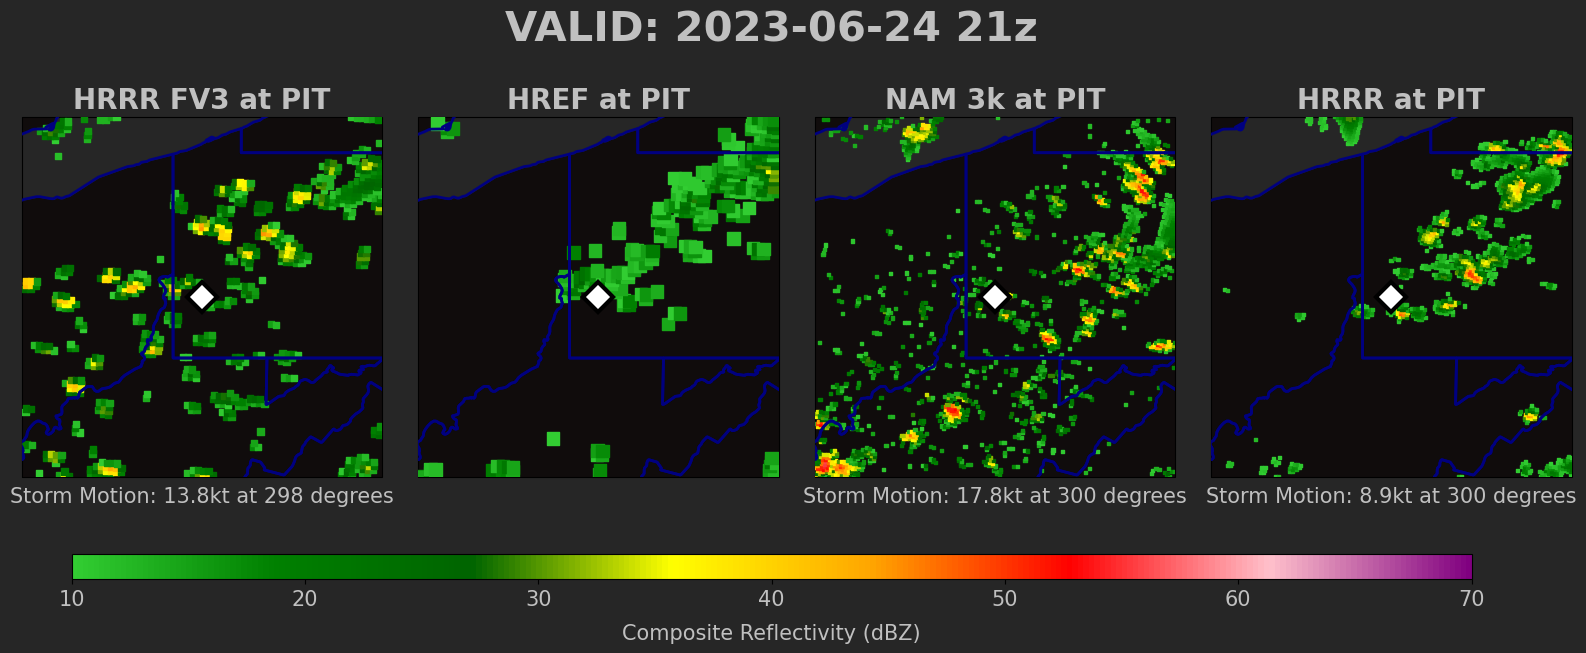 VALID: 2023-06-24 21z
HRRR FV3 at PIT
HREF at PIT
NAM 3k at PIT
HRRR at PIT
Storm Motion: 13.8kt at 298 degrees
Storm Motion: 17.8kt at 300 degrees
Storm Motion: 8.9kt at 300 degrees
10 20 30 40 50 60 70
Composite Reflectivity (dBZ)